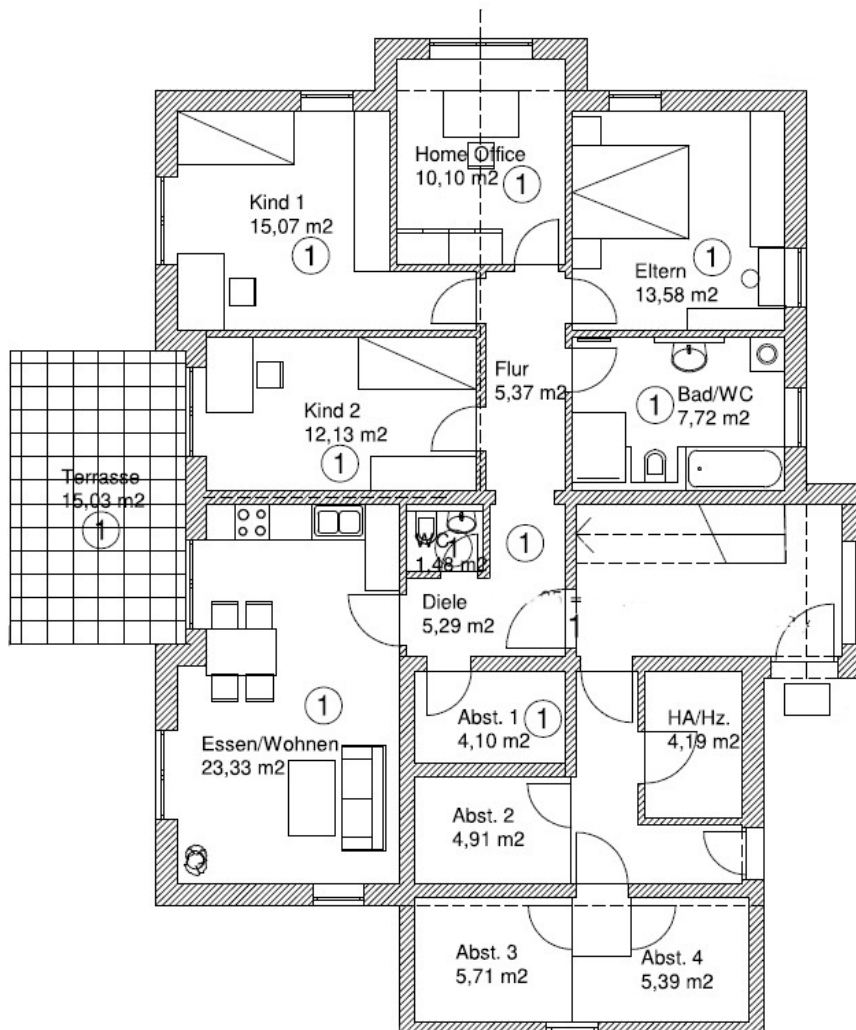 Home Office
10,10 m2
1
Kind 1
15,07 m2
1
Eltern
13,58 m2
1
Flur
5,37 m2
Bad/WC
7,72 m2
1
Kind 2
12,13 m2
1
Terrasse
15,03 m2
1
WC
1,48 m2
1
1
Diele
5,29 m2
1
Abst. 1
4,10 m2
1
HA/Hz.
4,19 m2
Essen/Wohnen
23,33 m2
1
Abst. 2
4,91 m2
Abst. 3
5,71 m2
Abst. 4
5,39 m2